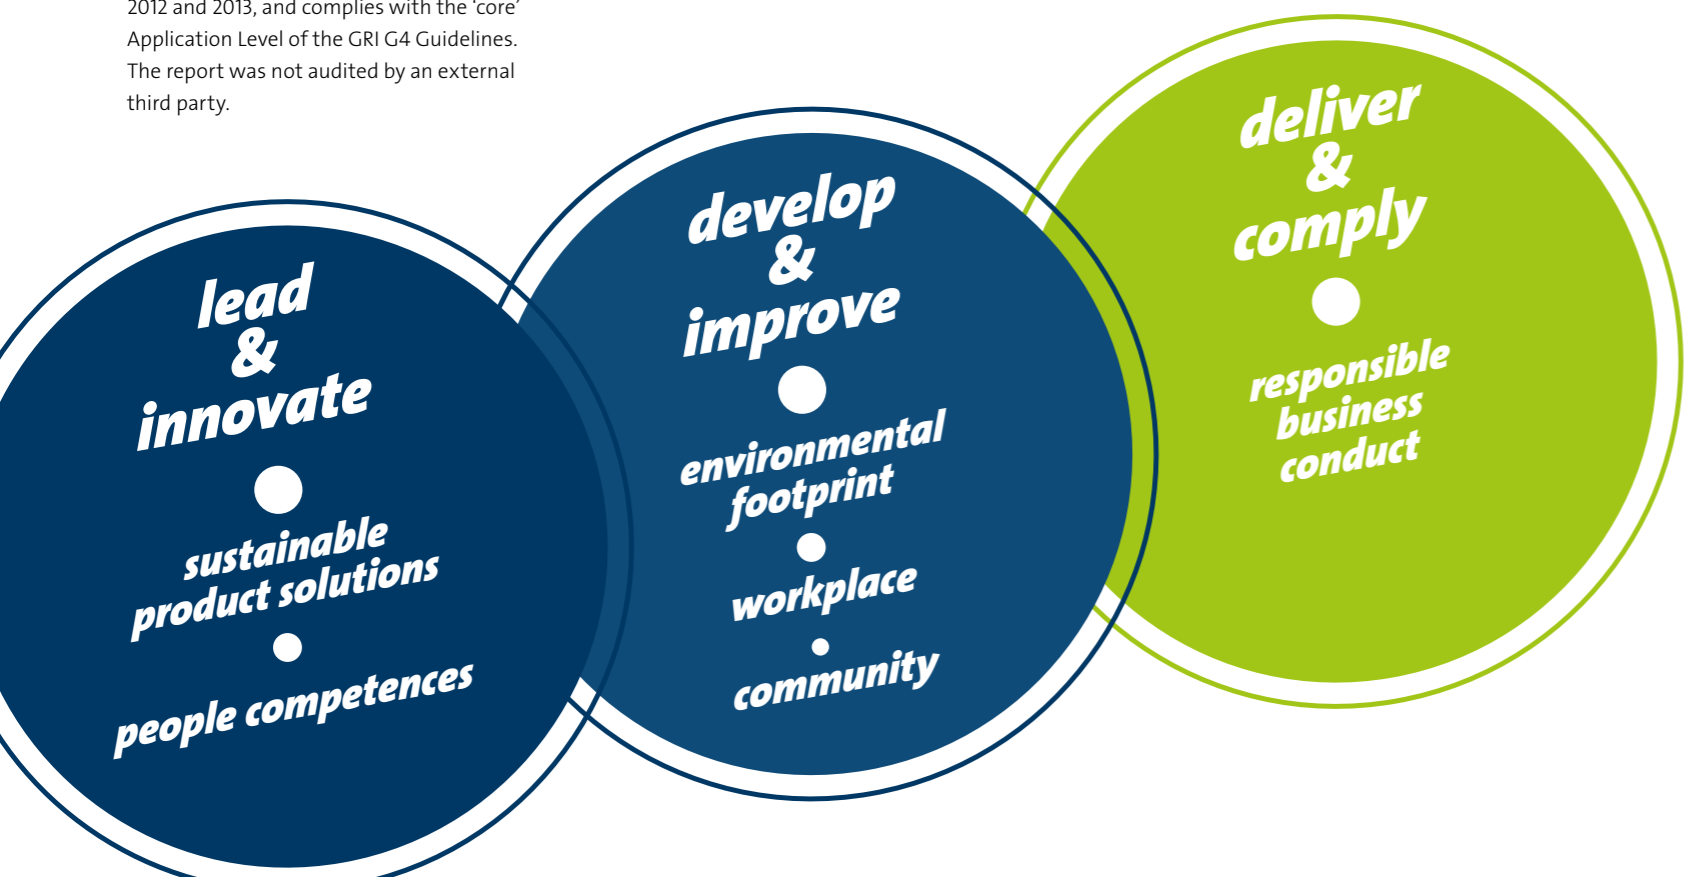 2012 and 2013, and complies with the ‘core’
Application Level of the GRI G4 Guidelines.
The report was not audited by an external
third party.
lead
&
innovate
sustainable
product solutions
people competences
develop
&
improve
environmental
footprint
workplace
community
deliver
&
comply
responsible
business
conduct